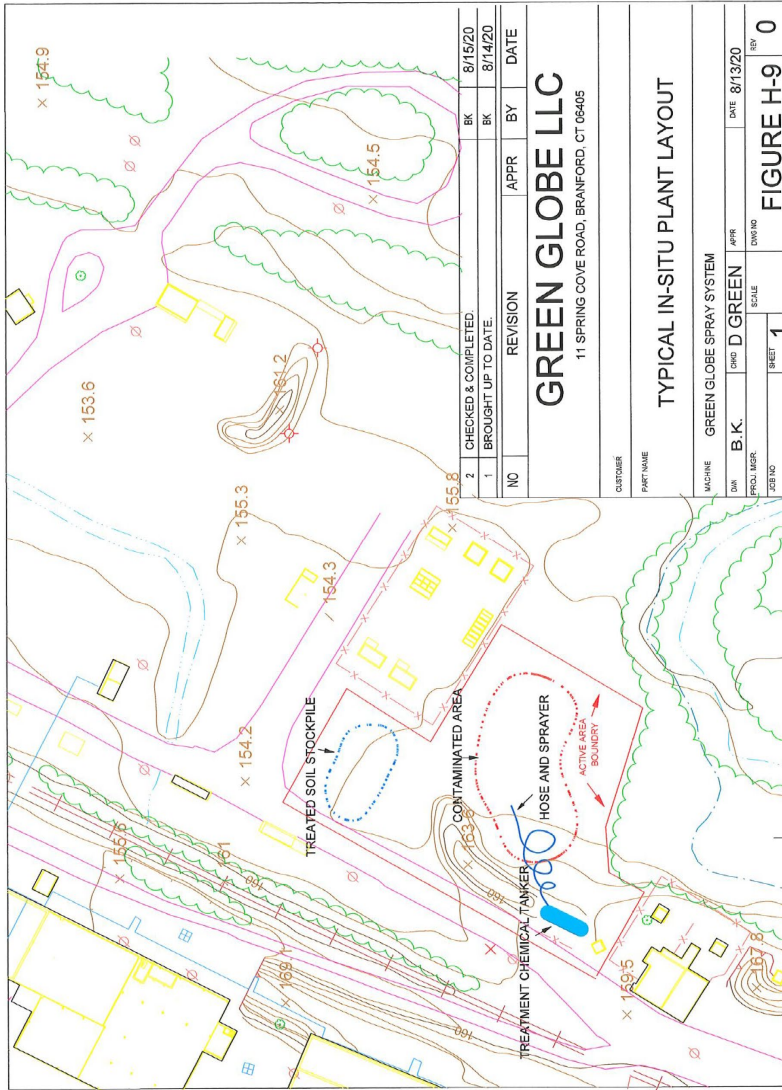 × 154.9
× 154.5
× 153.6
× 161.2
× 155.3
× 155.8
154.3
× 154.2
TREATED SOIL STOCKPILE
CONTAMINATED AREA
HOSE AND SPRAYER
ACTIVE AREA
BOUNDRY
TREATMENT CHEMICAL TANKER
× 163.6
160
161
160
× 169.1
160
× 159.5
× 167.8
2 CHECKED & COMPLETED. BK 8/15/20
1 BROUGHT UP TO DATE. BK 8/14/20
NO REVISION APPR BY DATE
GREEN GLOBE LLC
11 SPRING COVE ROAD, BRANFORD, CT 06405
CUSTOMER
PART NAME
TYPICAL IN-SITU PLANT LAYOUT
MACHINE GREEN GLOBE SPRAY SYSTEM
DWN B.K. CHKD D GREEN APPR DATE 8/13/20
PROJ. MGR. SCALE DWG NO REV
JOB NO SHEET 1 FIGURE H-9 0